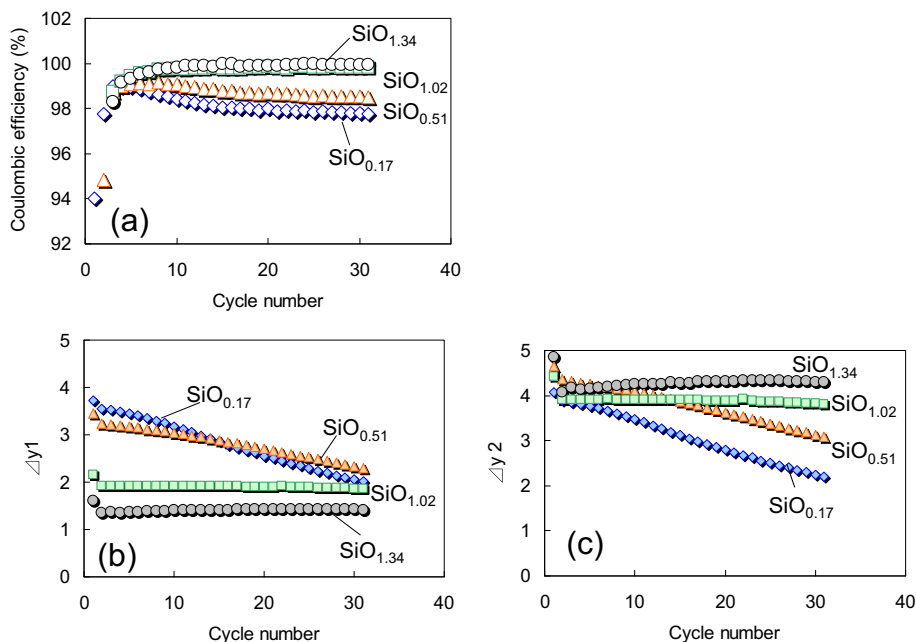 Coulombic efficiency (%)
102
100
98
96
94
92
SiO1.34
SiO1.02
SiO0.51
SiO0.17
(a)
0 10 20 30 40
Cycle number
⊿y1
5
4
3
2
1
0
SiO0.17
SiO0.51
SiO1.02
SiO1.34
(b)
0 10 20 30 40
Cycle number
⊿y 2
5
4
3
2
1
0
SiO1.34
SiO1.02
SiO0.51
SiO0.17
(c)
0 10 20 30 40
Cycle number